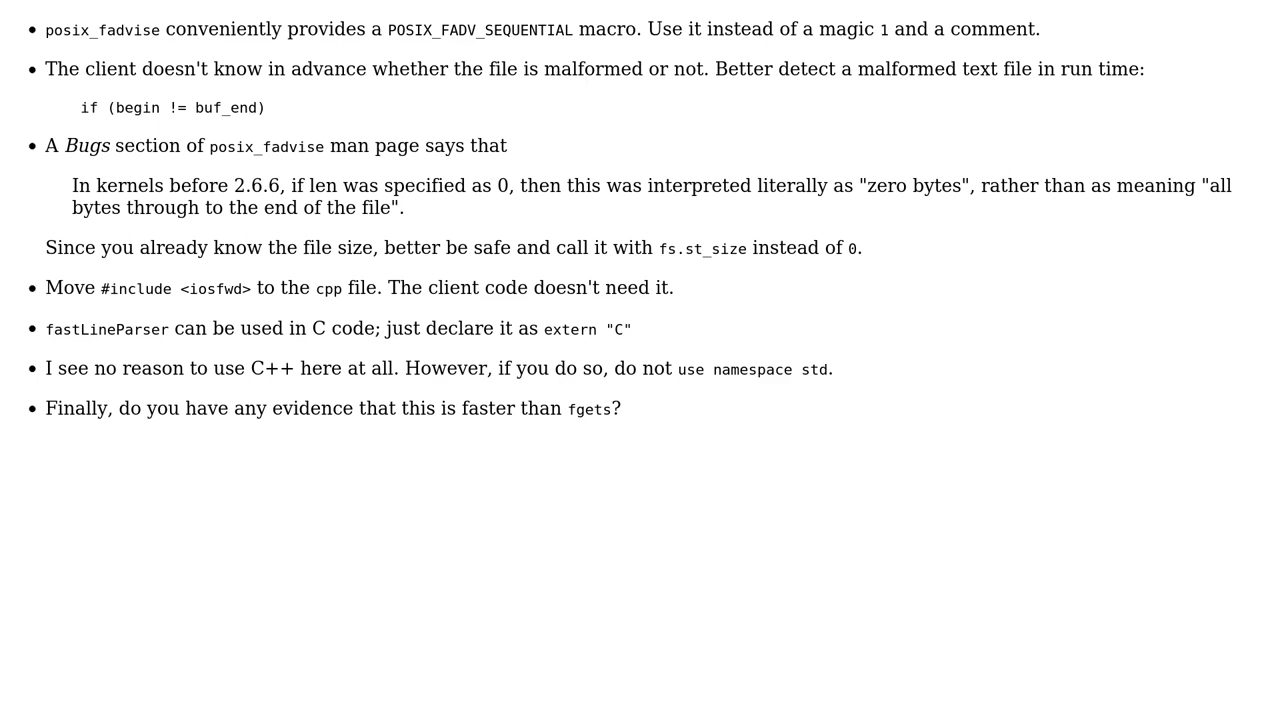 • posix_fadvise conveniently provides a POSIX_FADV_SEQUENTIAL macro. Use it instead of a magic 1 and a comment.
• The client doesn't know in advance whether the file is malformed or not. Better detect a malformed text file in run time:
if (begin != buf_end)
• A Bugs section of posix_fadvise man page says that
In kernels before 2.6.6, if len was specified as 0, then this was interpreted literally as "zero bytes", rather than as meaning "all
bytes through to the end of the file".
Since you already know the file size, better be safe and call it with fs.st_size instead of 0.
• Move #include <iosfwd> to the cpp file. The client code doesn't need it.
• fastLineParser can be used in C code; just declare it as extern "C"
• I see no reason to use C++ here at all. However, if you do so, do not use namespace std.
• Finally, do you have any evidence that this is faster than fgets?